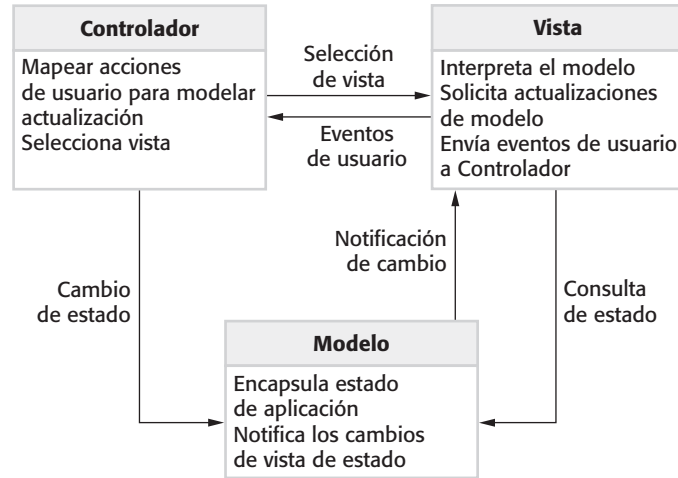 Controlador
Mapear acciones
de usuario para modelar
actualización
Selecciona vista
Selección
de vista
Eventos
de usuario
Vista
Interpreta el modelo
Solicita actualizaciones
de modelo
Envía eventos de usuario
a Controlador
Cambio
de estado
Notificación
de cambio
Consulta
de estado
Modelo
Encapsula estado
de aplicación
Notifica los cambios
de vista de estado